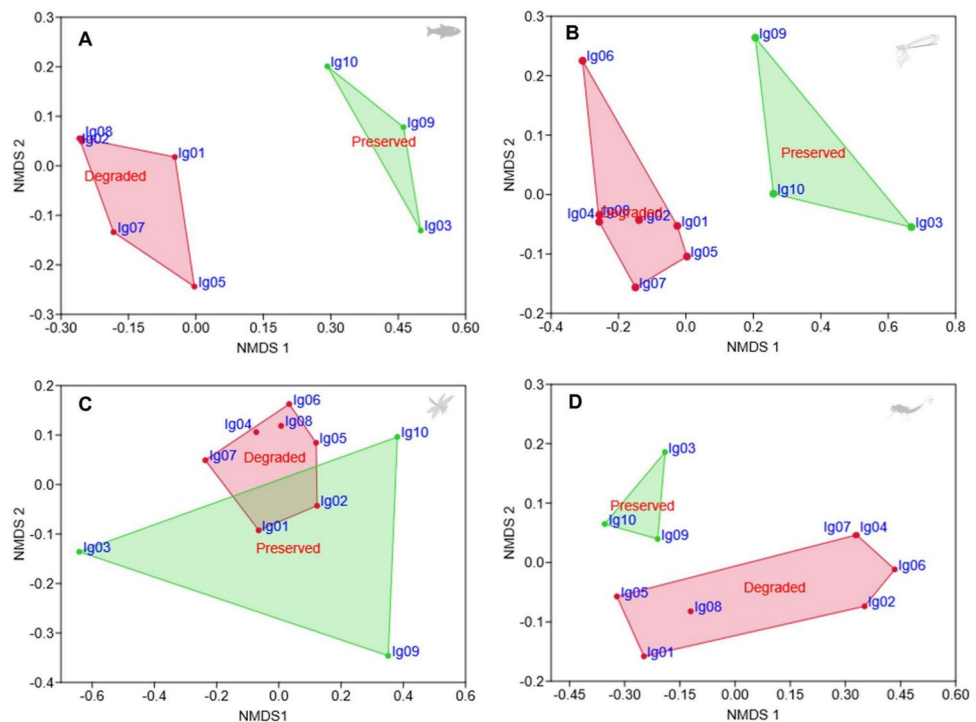 A
0.3
0.2
0.1
0.0
-0.1
-0.2
-0.3
NMDS 2
Ig10
Ig09
Preserved
Ig03
Ig08
Ig02
Ig01
Degraded
Ig07
Ig05
-0.30 -0.15 0.00 0.15 0.30 0.45 0.60
NMDS 1
B
0.3
0.2
0.1
0.0
-0.1
-0.2
NMDS 2
Ig09
Ig06
Preserved
Ig10
Ig03
Ig04
Ig08
Degraded
Ig02
Ig01
Ig05
Ig07
-0.4 -0.2 0.0 0.2 0.4 0.6 0.8
NMDS 1
C
0.2
0.1
0.0
-0.1
-0.2
-0.3
-0.4
NMDS 2
Ig06
Ig04
Ig08
Ig05
Ig10
Ig07
Degraded
Ig02
Ig01
Preserved
Ig03
Ig09
-0.6 -0.4 -0.2 0.0 0.2 0.4 0.6
NMDS1
D
0.3
0.2
0.1
0.0
-0.1
-0.2
NMDS 2
Ig03
Preserved
Ig10
Ig09
Ig07 Ig04
Ig06
Degraded
Ig05
Ig08
Ig02
Ig01
-0.45 -0.30 -0.15 0.00 0.15 0.30 0.45 0.60
NMDS 1